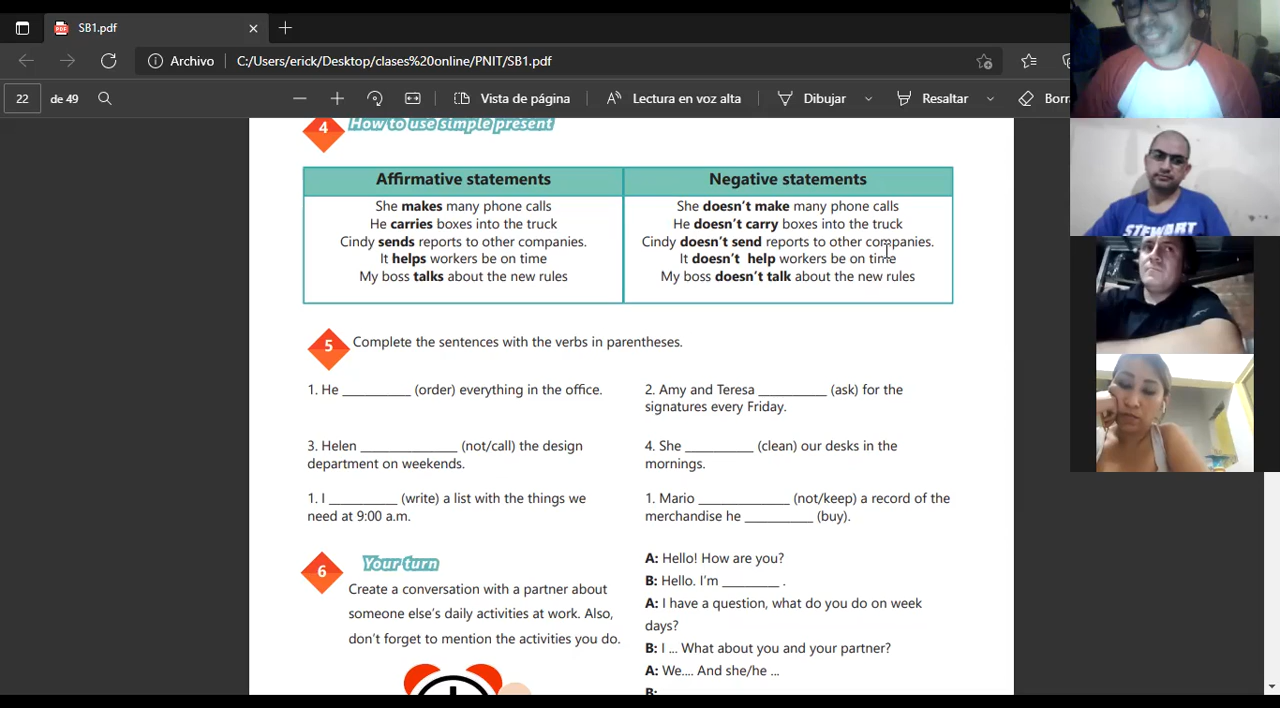 SB1.pdf
Archivo
C:/Users/erick/Desktop/clases%20online/PNIT/SB1.pdf
22
de 49
Vista de página
Lectura en voz alta
Dibujar
Resaltar
4
How to use simple present
Affirmative statements
She makes many phone calls
He carries boxes into the truck
Cindy sends reports to other companies.
It helps workers be on time
My boss talks about the new rules
Negative statements
She doesn't make many phone calls
He doesn't carry boxes into the truck
Cindy doesn't send reports to other companies.
It doesn't help workers be on time
My boss doesn't talk about the new rules
5
Complete the sentences with the verbs in parentheses.
1. He __________ (order) everything in the office.
2. Amy and Teresa __________ (ask) for the
signatures every Friday.
3. Helen ______________ (not/call) the design
department on weekends.
4. She __________ (clean) our desks in the
mornings.
1. I __________ (write) a list with the things we
need at 9:00 a.m.
1. Mario ______________ (not/keep) a record of the
merchandise he __________ (buy).
6
Your turn
Create a conversation with a partner about
someone else's daily activities at work. Also,
don't forget to mention the activities you do.
A: Hello! How are you?
B: Hello. I'm ________ .
A: I have a question, what do you do on week
days?
B: I ... What about you and your partner?
A: We.... And she/he ...
B:
STEWART